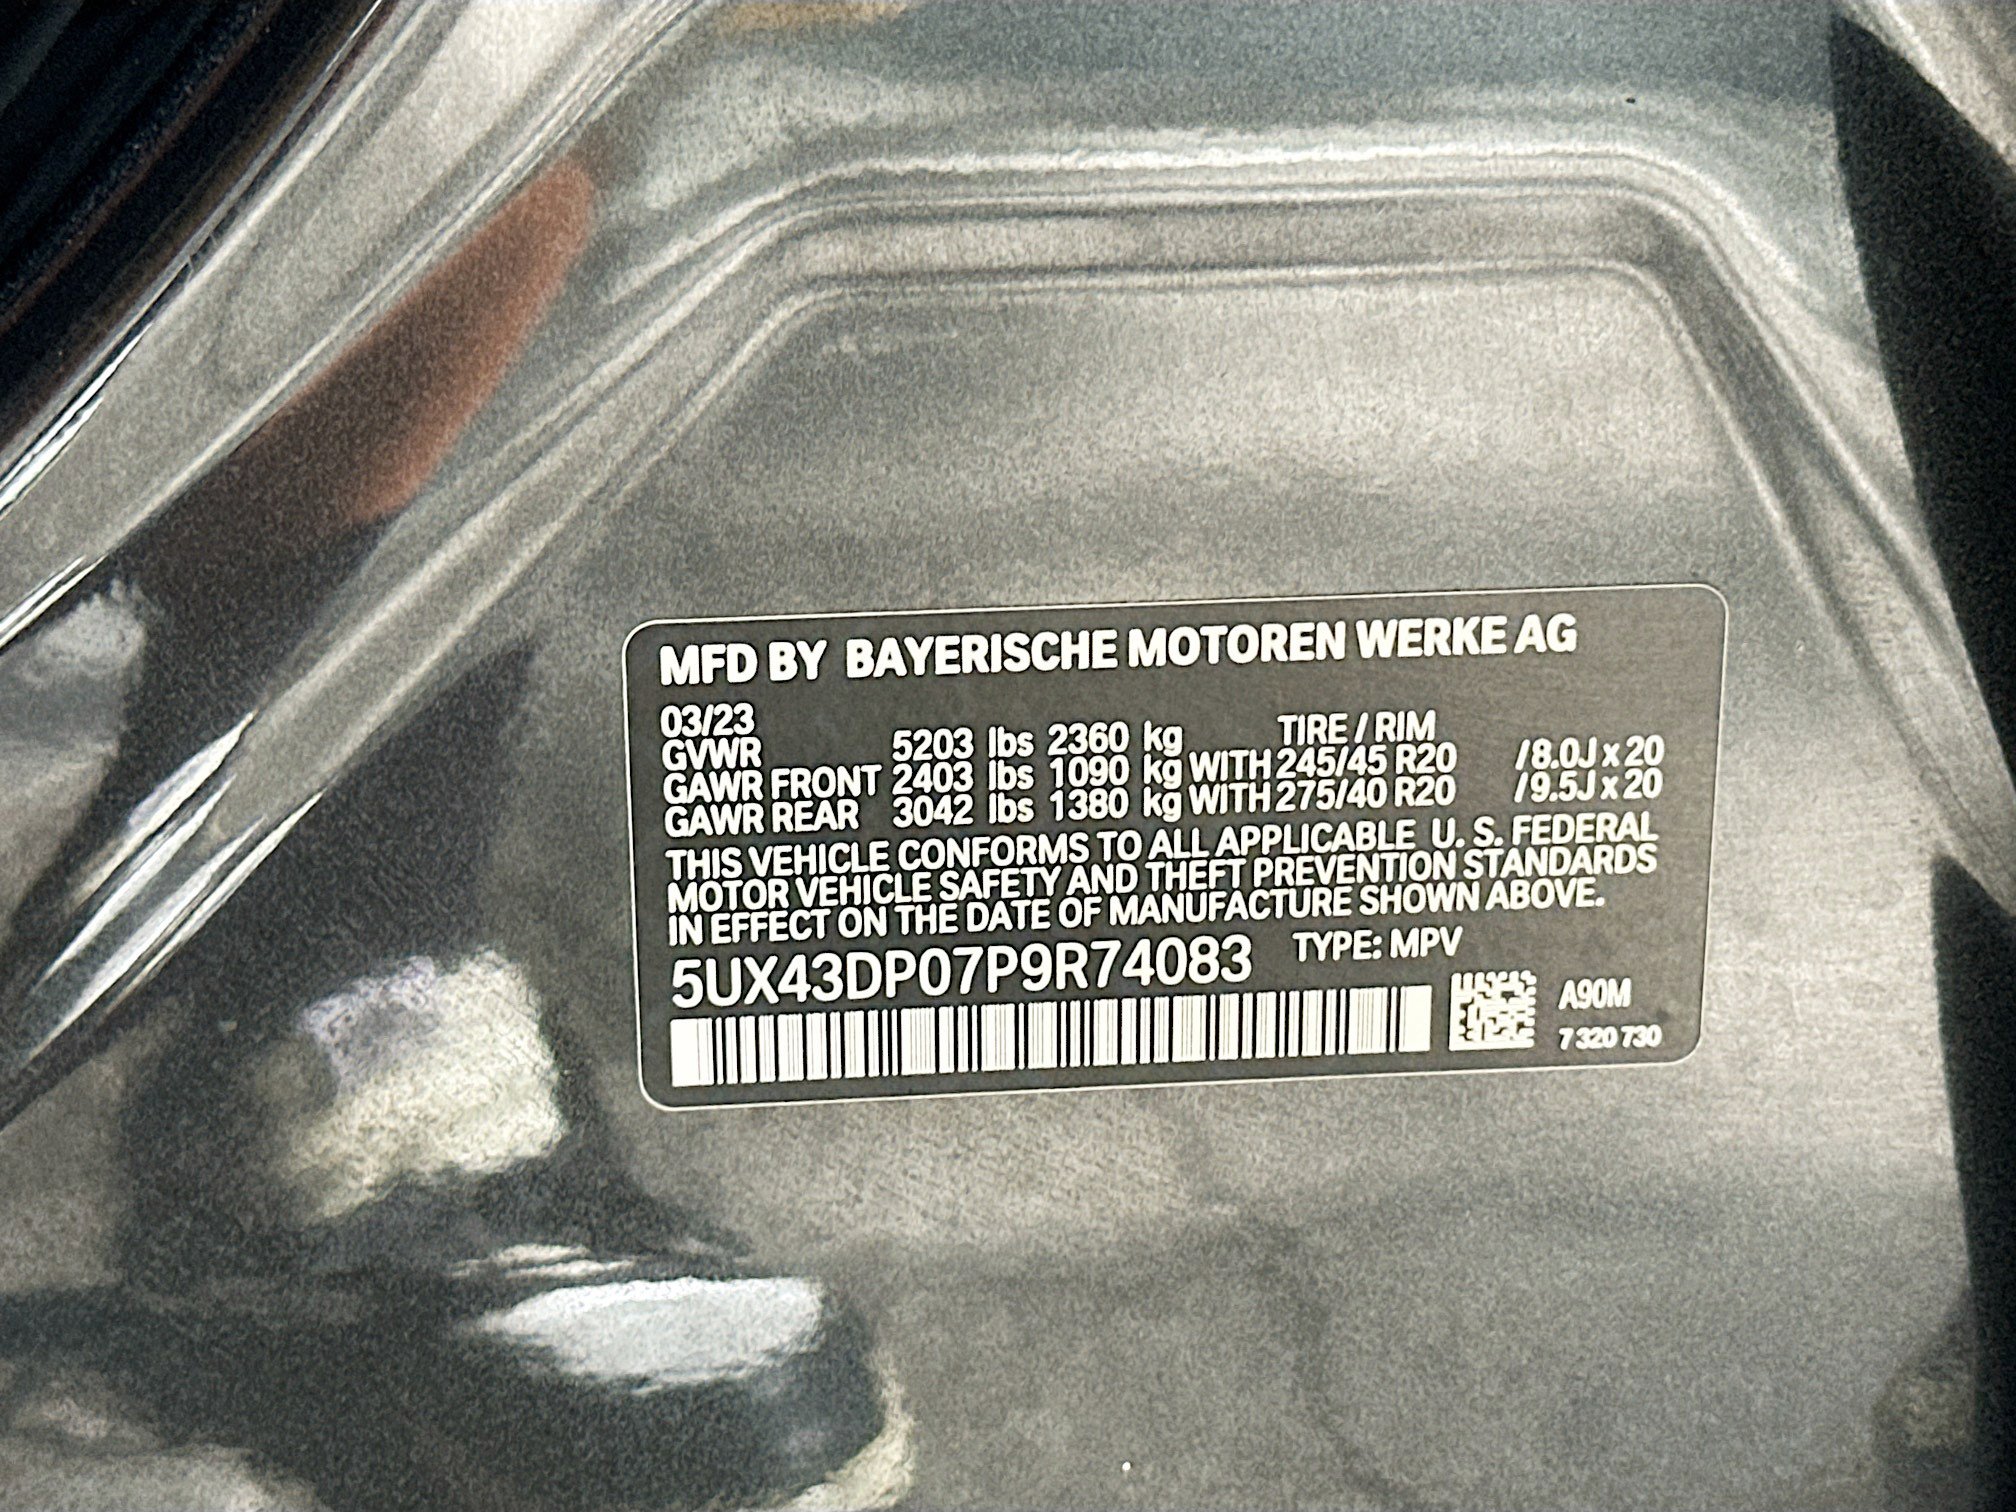 MFD BY BAYERISCHE MOTOREN WERKE AG
03/23 TIRE / RIM
GVWR 5203 lbs 2360 kg
GAWR FRONT 2403 lbs 1090 kg WITH 245/45 R20 /8.0J x 20
GAWR REAR 3042 lbs 1380 kg WITH 275/40 R20 /9.5J x 20
THIS VEHICLE CONFORMS TO ALL APPLICABLE U. S. FEDERAL
MOTOR VEHICLE SAFETY AND THEFT PREVENTION STANDARDS
IN EFFECT ON THE DATE OF MANUFACTURE SHOWN ABOVE.
5UX43DP07P9R74083 TYPE: MPV
A90M
7 320 730